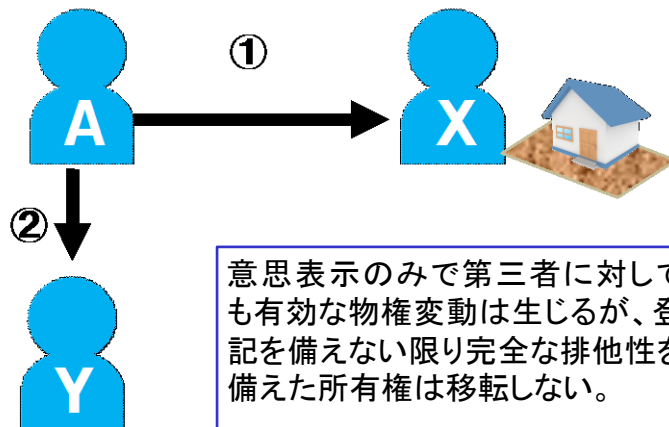 ①
A
X
②
意思表示のみで第三者に対して
も有効な物権変動は生じるが、登
記を備えない限り完全な排他性を
備えた所有権は移転しない。
Y